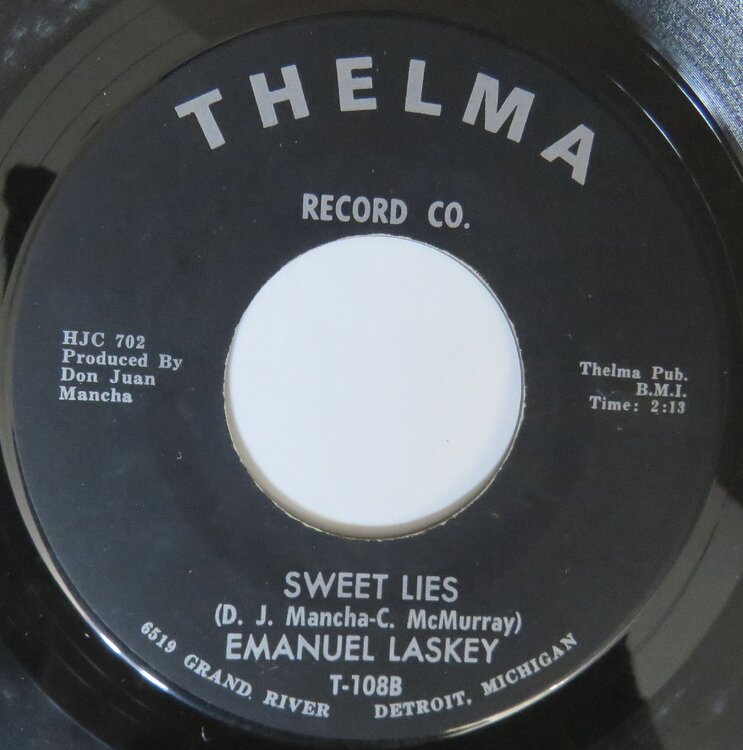 THELMA
RECORD CO.
HJC 702
Produced By
Don Juan
Mancha
Thelma Pub.
B.M.I.
Time: 2:13
SWEET LIES
(D. J. Mancha-C. McMurray)
EMANUEL LASKEY
T-108B
6519 GRAND RIVER DETROIT, MICHIGAN